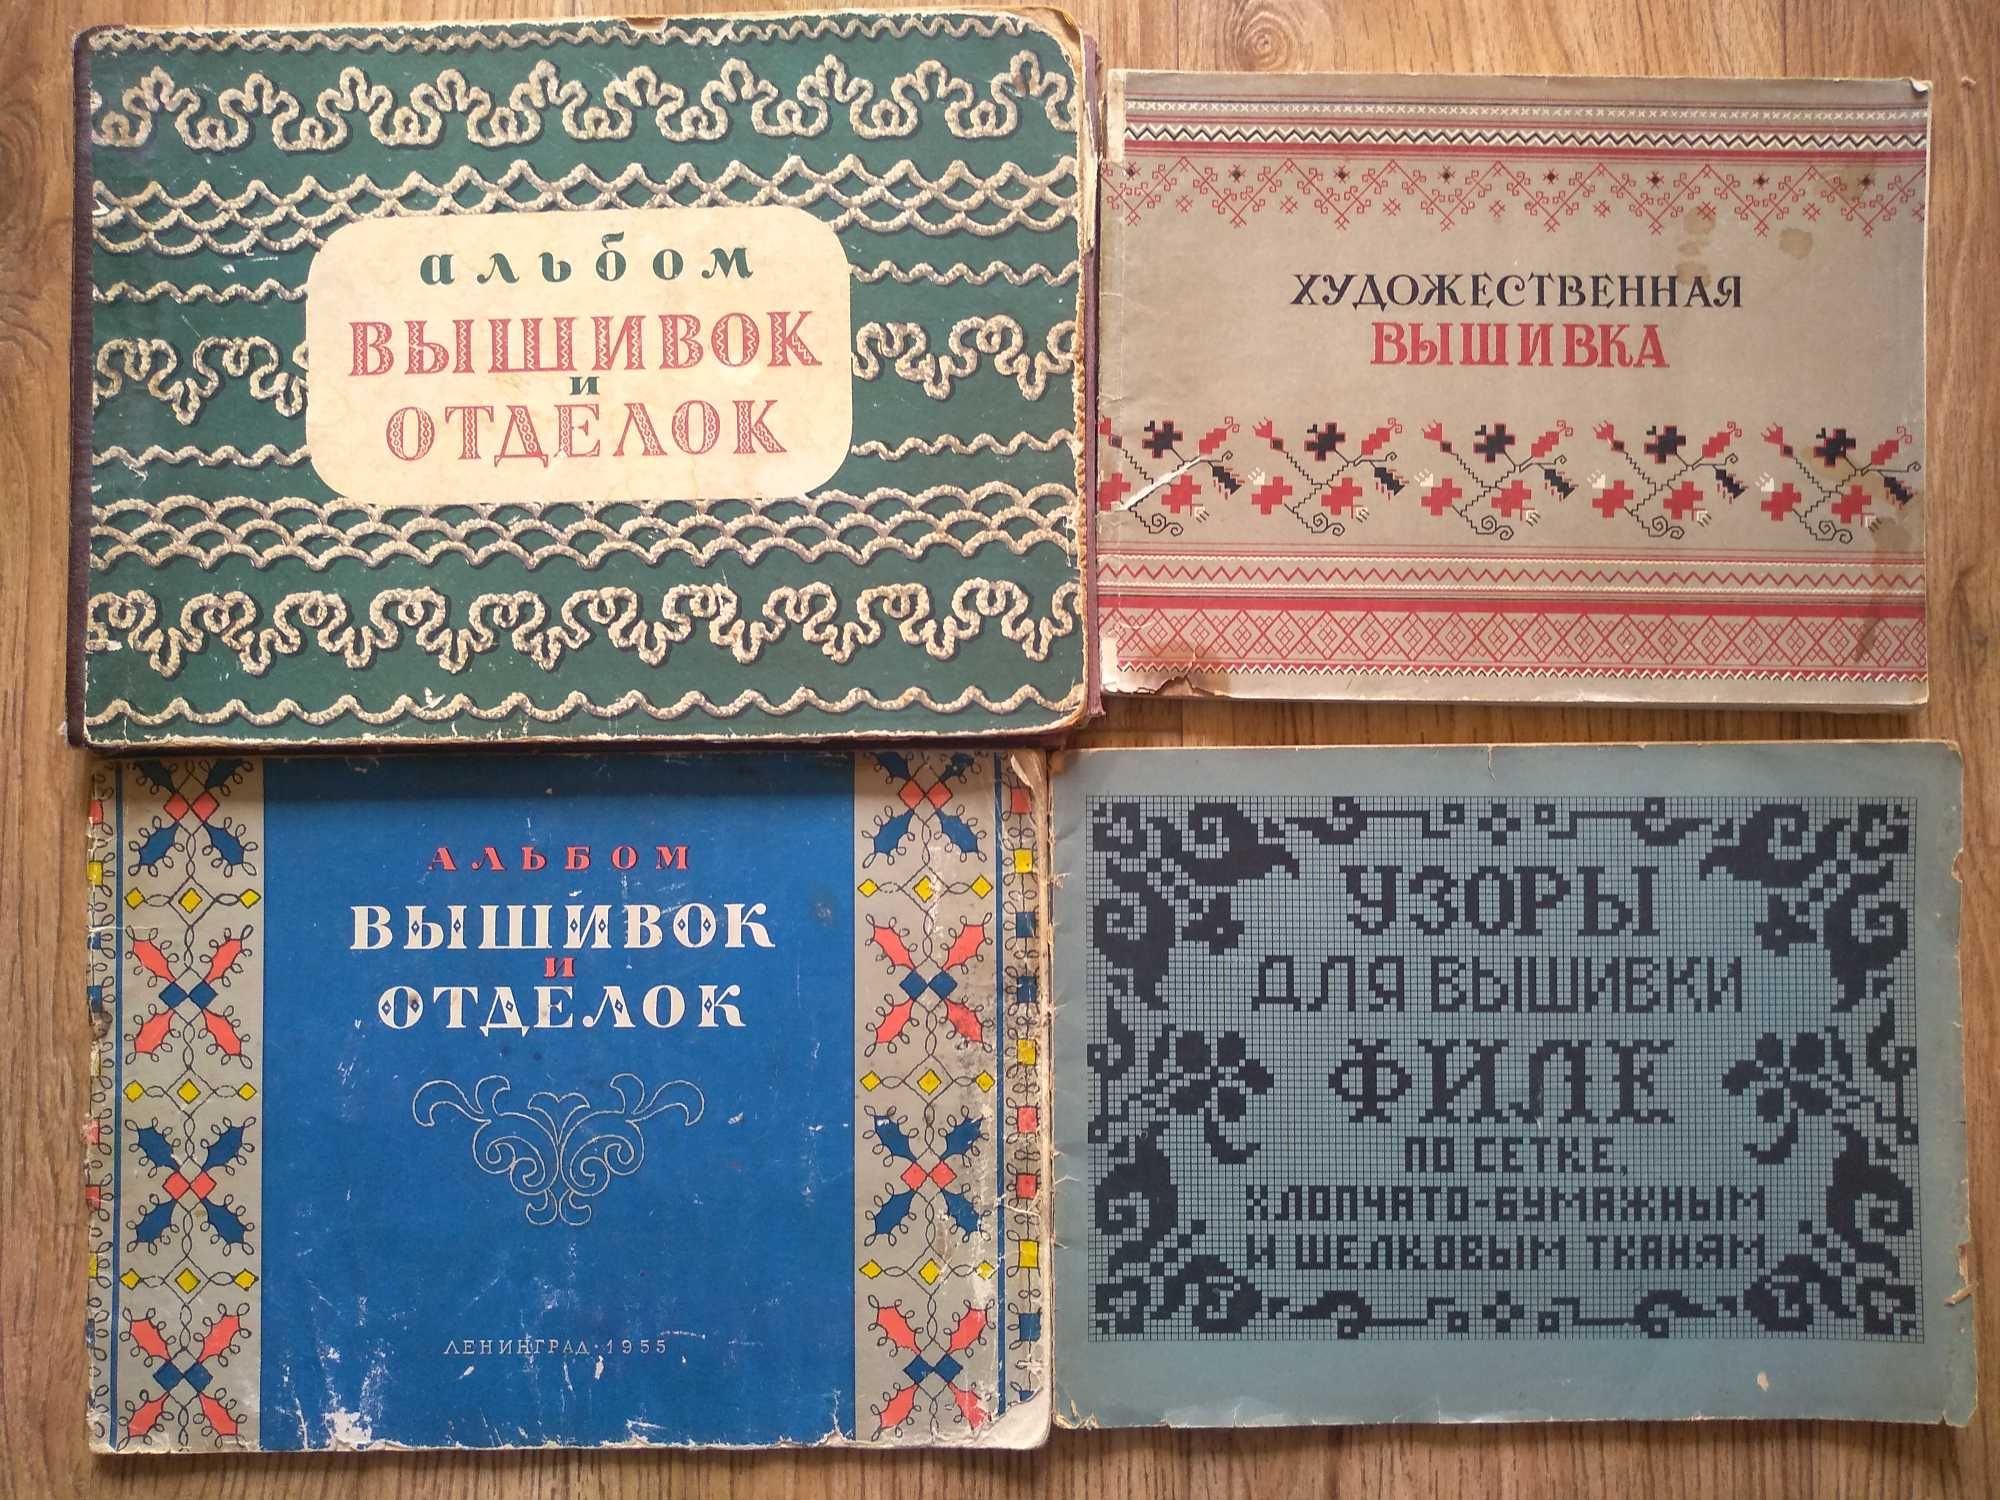 альбом
ВЫШИВОК
и
ОТДЕЛОК
ХУДОЖЕСТВЕННАЯ
ВЫШИВКА
АЛЬБОМ
ВЫШИВОК
И
ОТДЕЛОК
ЛЕНИНГРАД·1955
УЗОРЫ
ДЛЯ ВЫШИВКИ
ФИЛЕ
ПО СЕТКЕ,
ХЛОПЧАТО-БУМАЖНЫМ
И ШЕЛКОВЫМ ТКАНЯМ